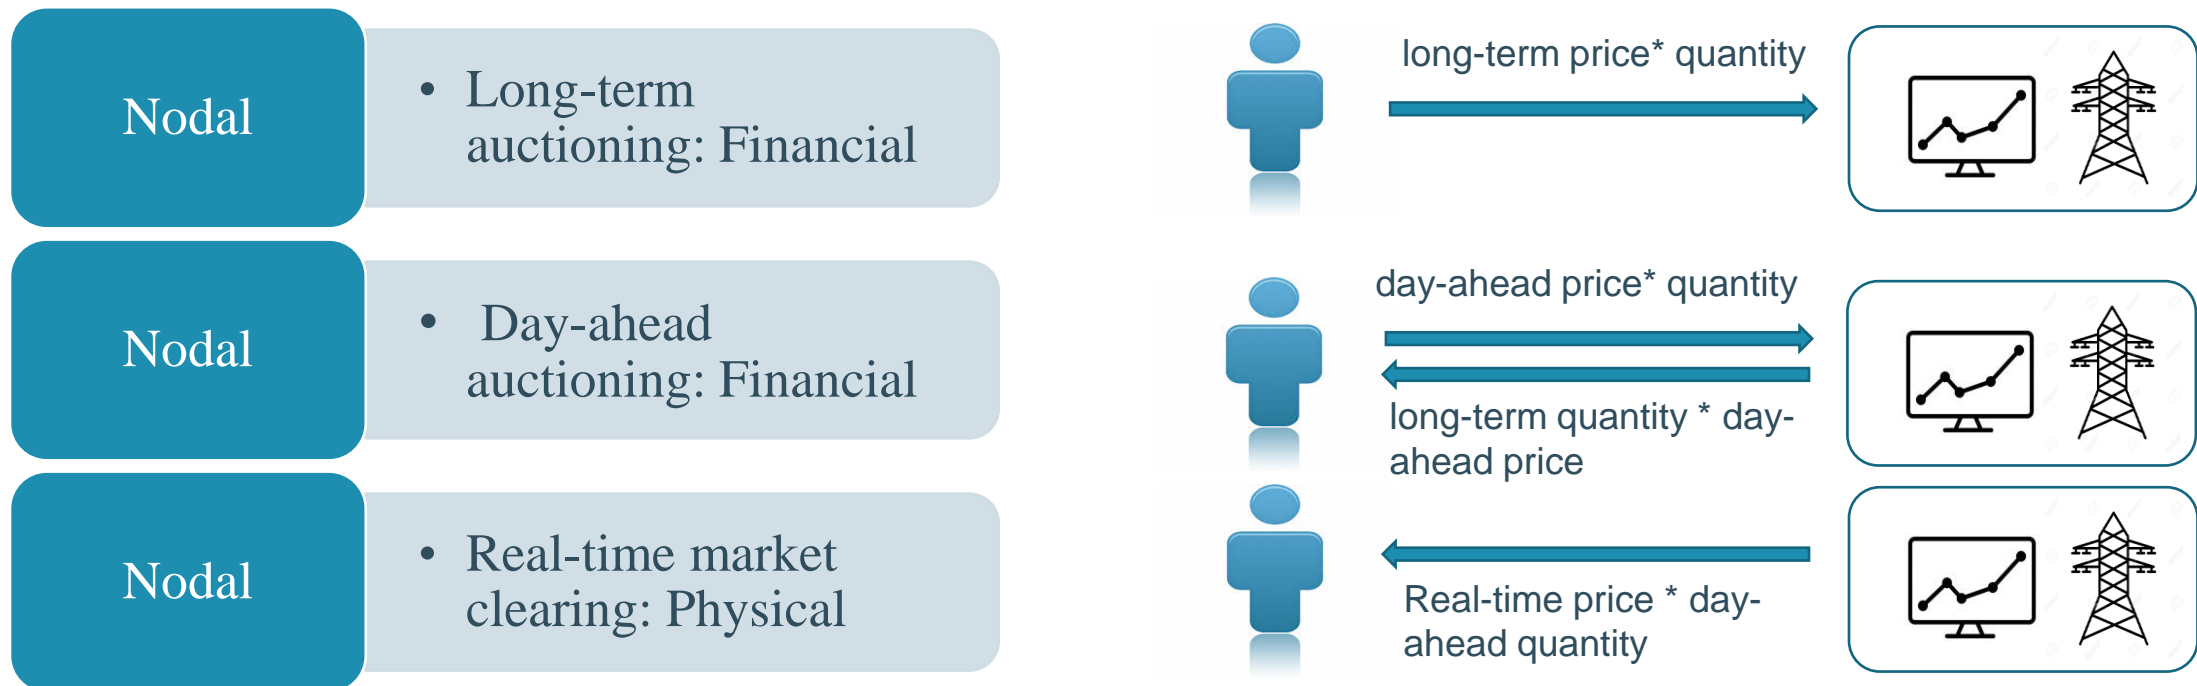 Nodal
• Long-term
auctioning: Financial
long-term price* quantity
Nodal
• Day-ahead
auctioning: Financial
day-ahead price* quantity
long-term quantity * day-
ahead price
Nodal
• Real-time market
clearing: Physical
Real-time price * day-
ahead quantity